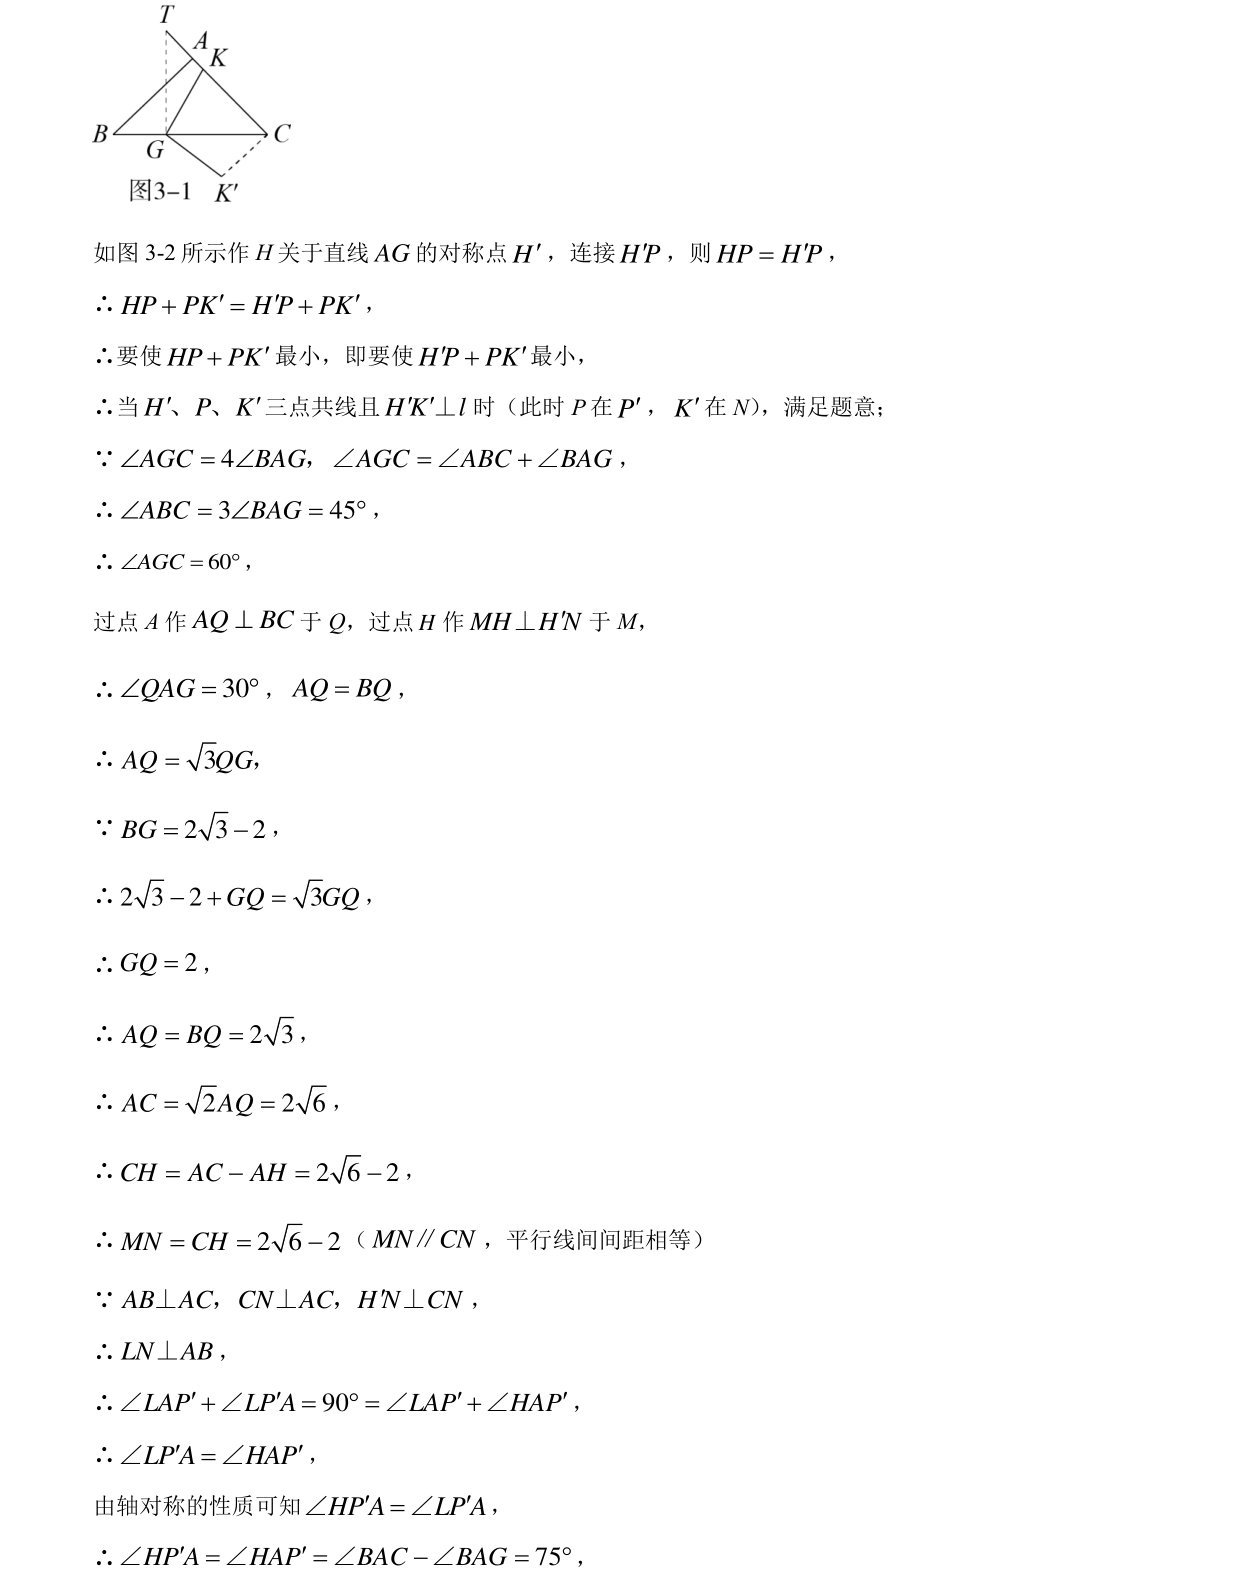 T
A
K
B
C
G
图3-1 K′
如图 3-2 所示作 H 关于直线 AG 的对称点 H′，连接 H′P，则 HP = H′P，
∴ HP + PK′ = H′P + PK′，
∴要使 HP + PK′ 最小，即要使 H′P + PK′ 最小，
∴当 H′、P、K′ 三点共线且 H′K′⊥l 时（此时 P 在 P′，K′ 在 N），满足题意；
∵ ∠AGC = 4∠BAG，∠AGC = ∠ABC + ∠BAG，
∴ ∠ABC = 3∠BAG = 45°，
∴ ∠AGC = 60°，
过点 A 作 AQ ⊥ BC 于 Q，过点 H 作 MH ⊥ H′N 于 M，
∴ ∠QAG = 30°，AQ = BQ，
∴ AQ = √3QG，
∵ BG = 2√3 − 2，
∴ 2√3 − 2 + GQ = √3GQ，
∴ GQ = 2，
∴ AQ = BQ = 2√3，
∴ AC = √2AQ = 2√6，
∴ CH = AC − AH = 2√6 − 2，
∴ MN = CH = 2√6 − 2（MN∥CN，平行线间间距相等）
∵ AB⊥AC，CN⊥AC，H′N⊥CN，
∴ LN⊥AB，
∴ ∠LAP′ + ∠LP′A = 90° = ∠LAP′ + ∠HAP′，
∴ ∠LP′A = ∠HAP′，
由轴对称的性质可知 ∠HP′A = ∠LP′A，
∴ ∠HP′A = ∠HAP′ = ∠BAC − ∠BAG = 75°，